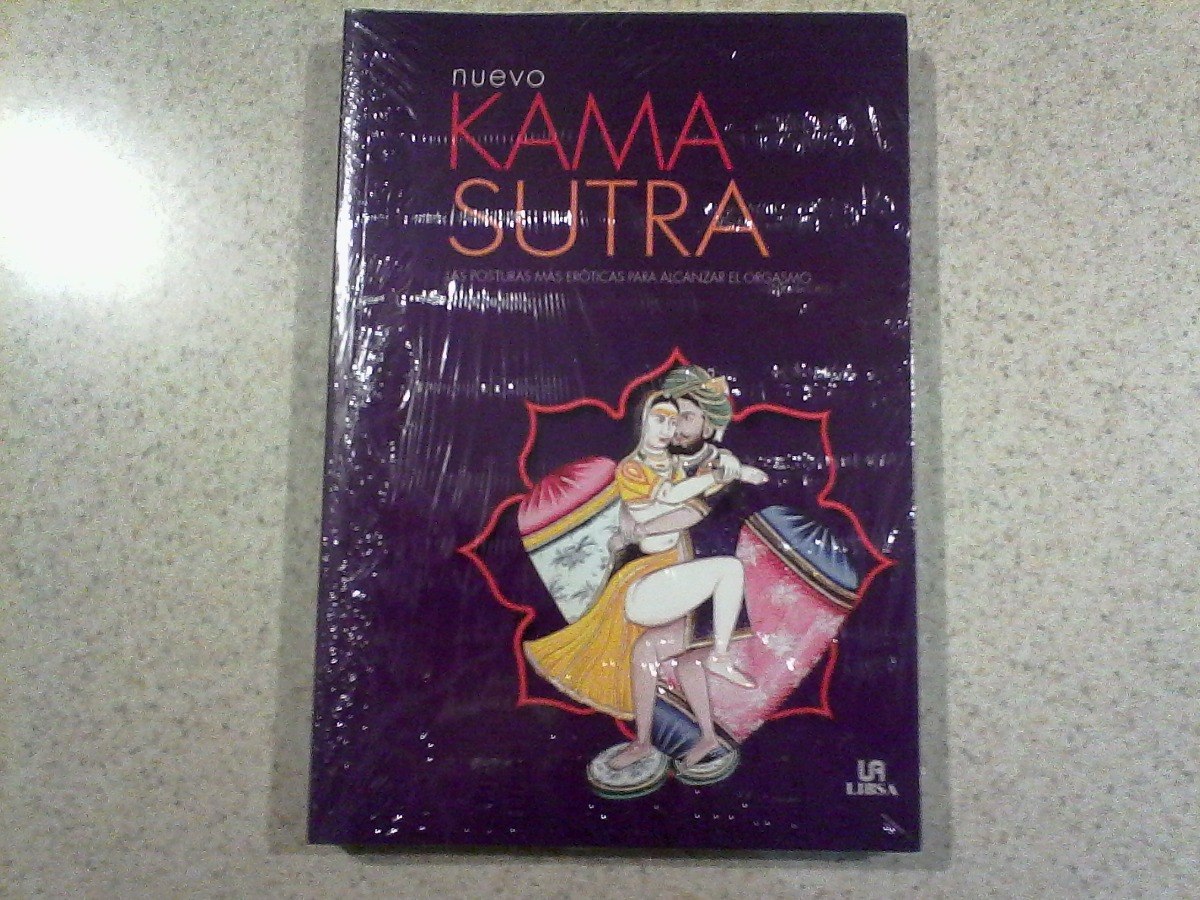 nuevo
KAMA
SUTRA
LAS POSTURAS MÁS ERÓTICAS PARA ALCANZAR EL ORGASMO
LIBSA